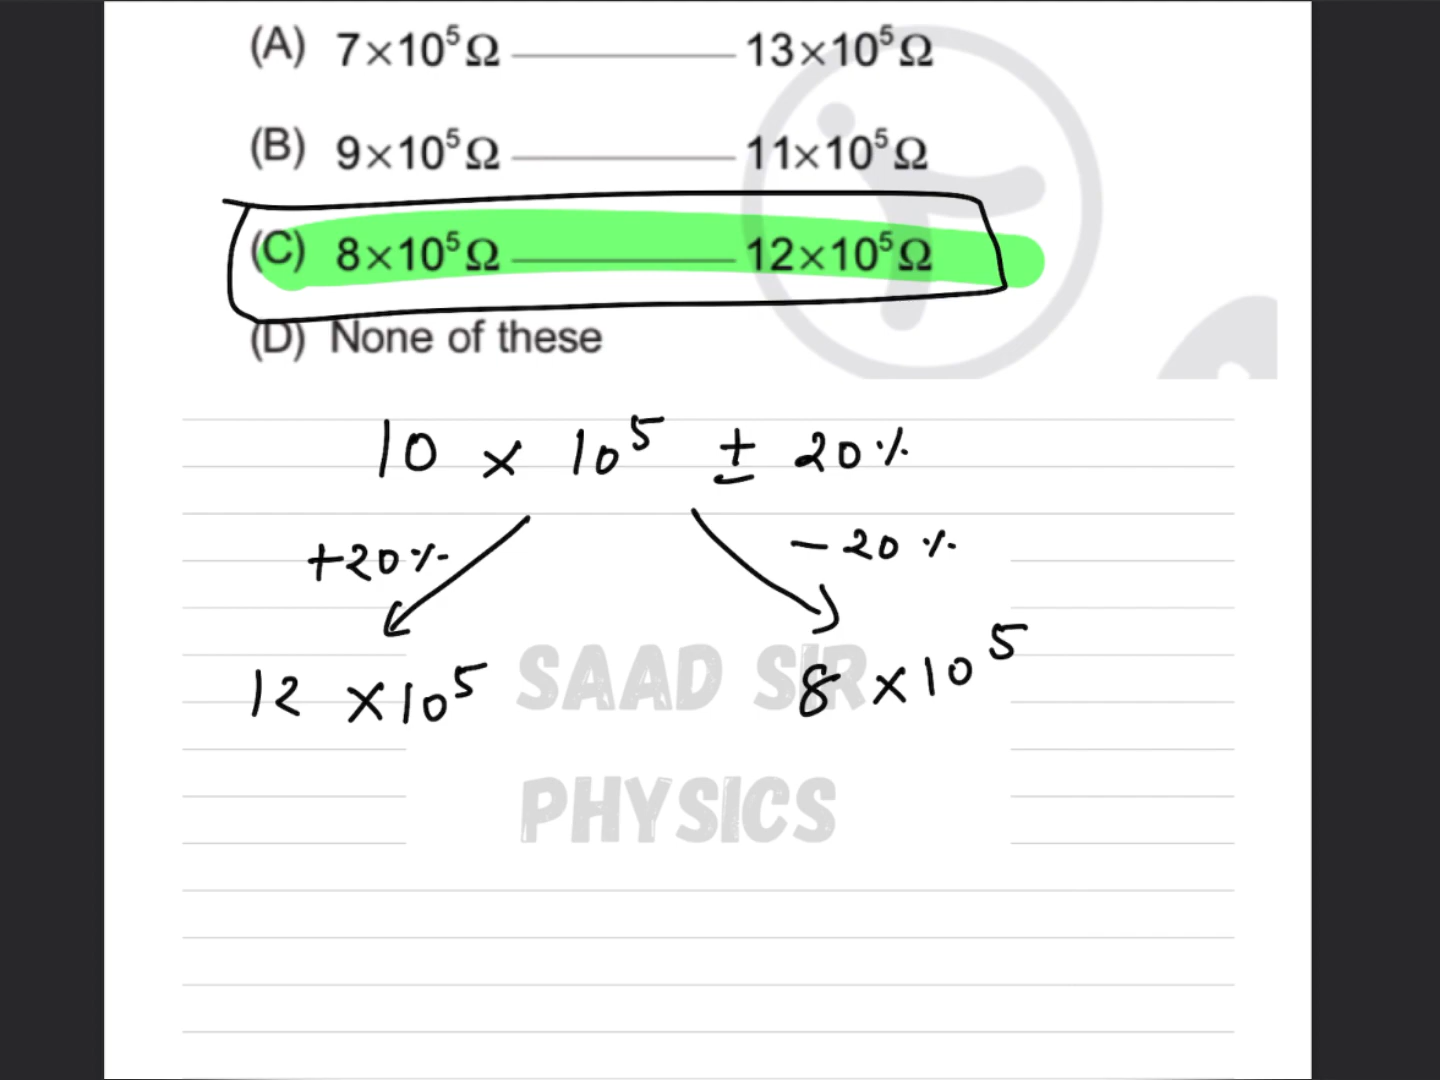 (A) 7×10⁵Ω ———— 13×10⁵Ω
(B) 9×10⁵Ω ———— 11×10⁵Ω
(C) 8×10⁵Ω ———— 12×10⁵Ω
(D) None of these
10 × 10⁵ ± 20%
+20% − 20%
12 ×10⁵ 8 ×10⁵
SAAD SIR
PHYSICS